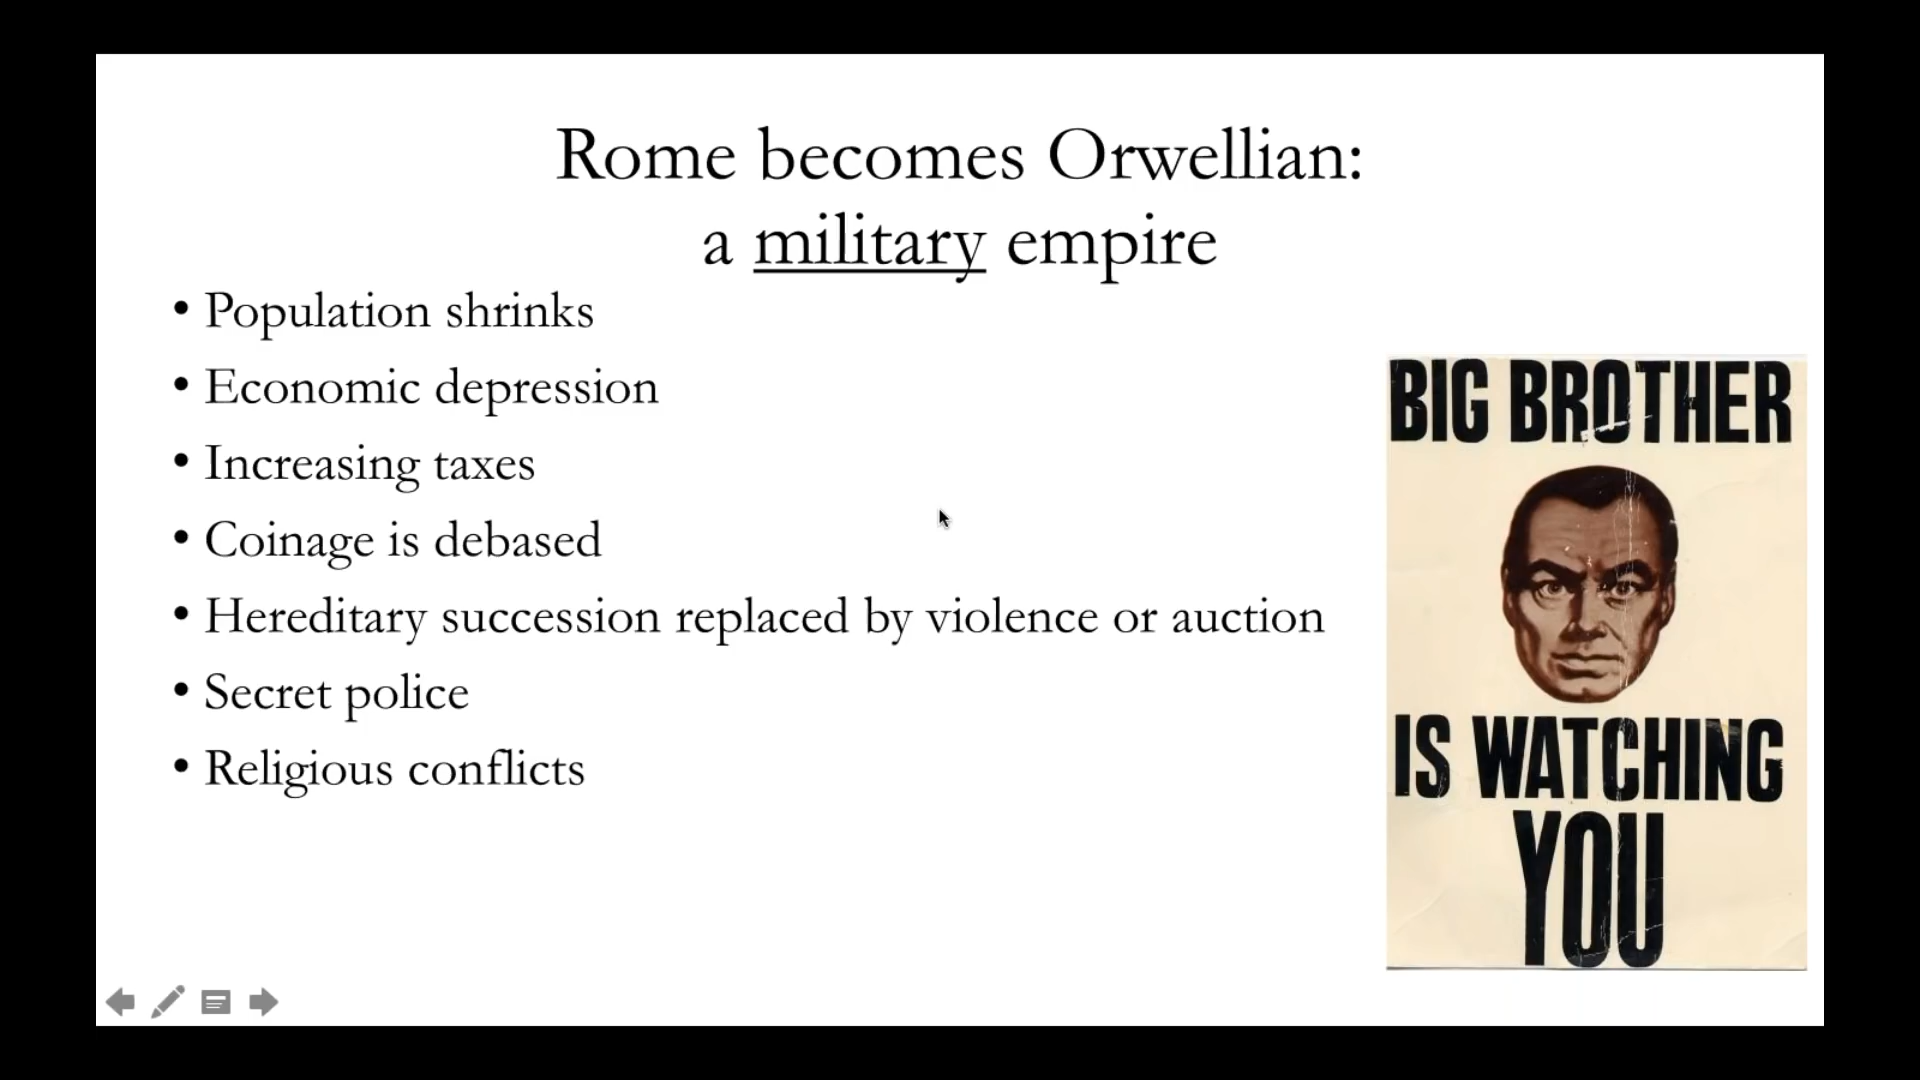 Rome becomes Orwellian:
a military empire
• Population shrinks
• Economic depression
• Increasing taxes
• Coinage is debased
• Hereditary succession replaced by violence or auction
• Secret police
• Religious conflicts
BIG BROTHER
IS WATCHING
YOU